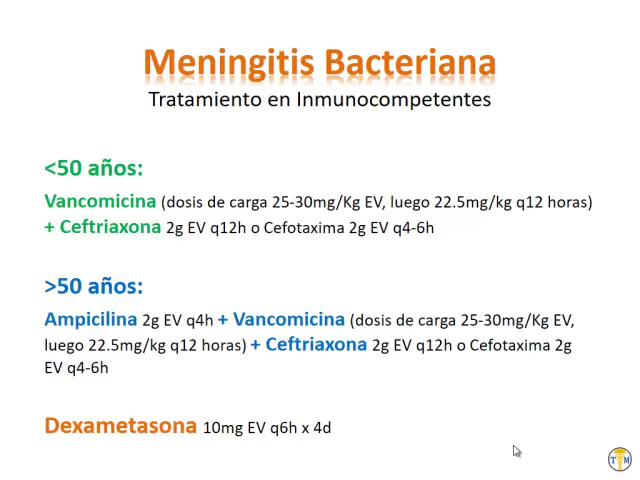 Meningitis Bacteriana
Tratamiento en Inmunocompetentes
<50 años:
Vancomicina (dosis de carga 25-30mg/Kg EV, luego 22.5mg/kg q12 horas)
+ Ceftriaxona 2g EV q12h o Cefotaxima 2g EV q4-6h
>50 años:
Ampicilina 2g EV q4h + Vancomicina (dosis de carga 25-30mg/Kg EV,
luego 22.5mg/kg q12 horas) + Ceftriaxona 2g EV q12h o Cefotaxima 2g
EV q4-6h
Dexametasona 10mg EV q6h x 4d
T M